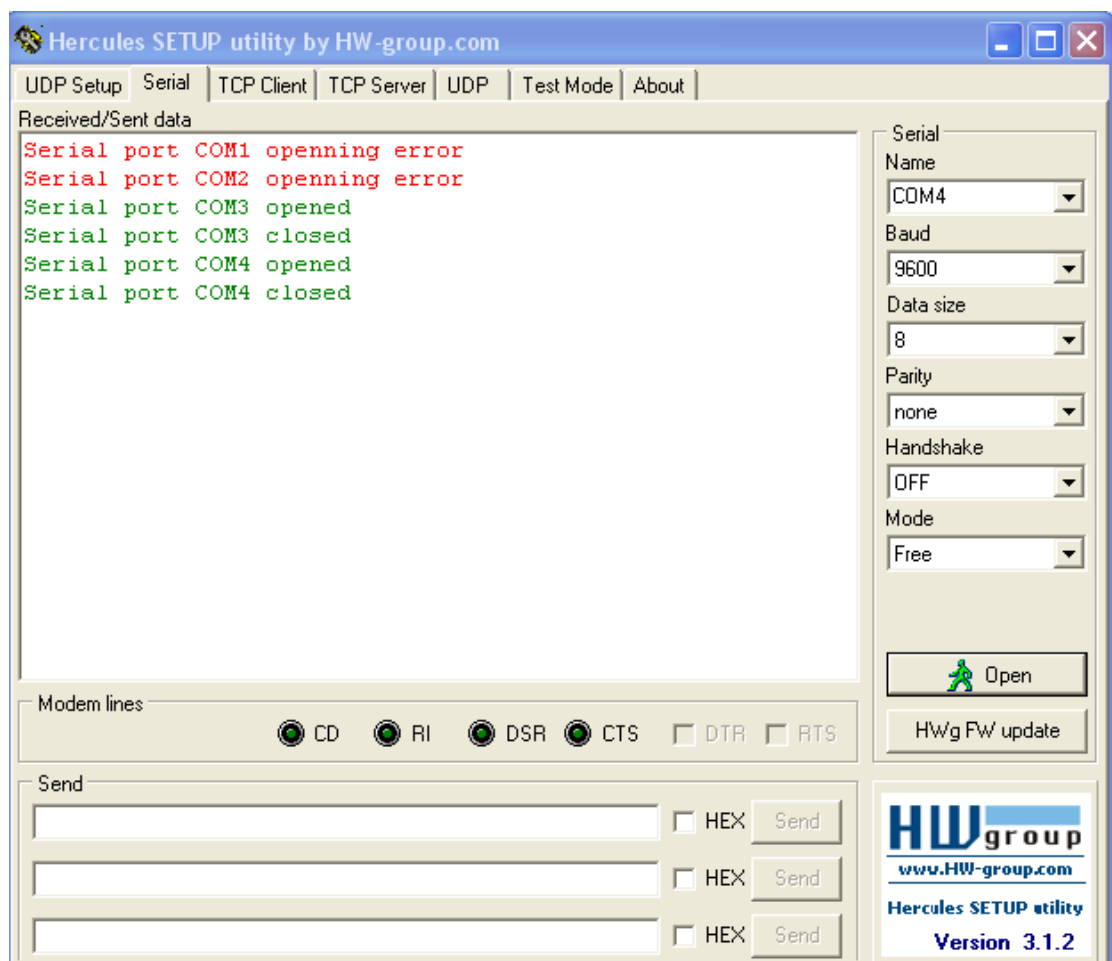 Hercules SETUP utility by HW-group.com
UDP Setup Serial TCP Client TCP Server UDP Test Mode About
Received/Sent data
Serial port COM1 openning error
Serial port COM2 openning error
Serial port COM3 opened
Serial port COM3 closed
Serial port COM4 opened
Serial port COM4 closed
Serial
Name
COM4
Baud
9600
Data size
8
Parity
none
Handshake
OFF
Mode
Free
Open
HWg FW update
Modem lines
CD RI DSR CTS DTR RTS
Send
HEX Send
HEX Send
HEX Send
HW group
www.HW-group.com
Hercules SETUP utility
Version 3.1.2